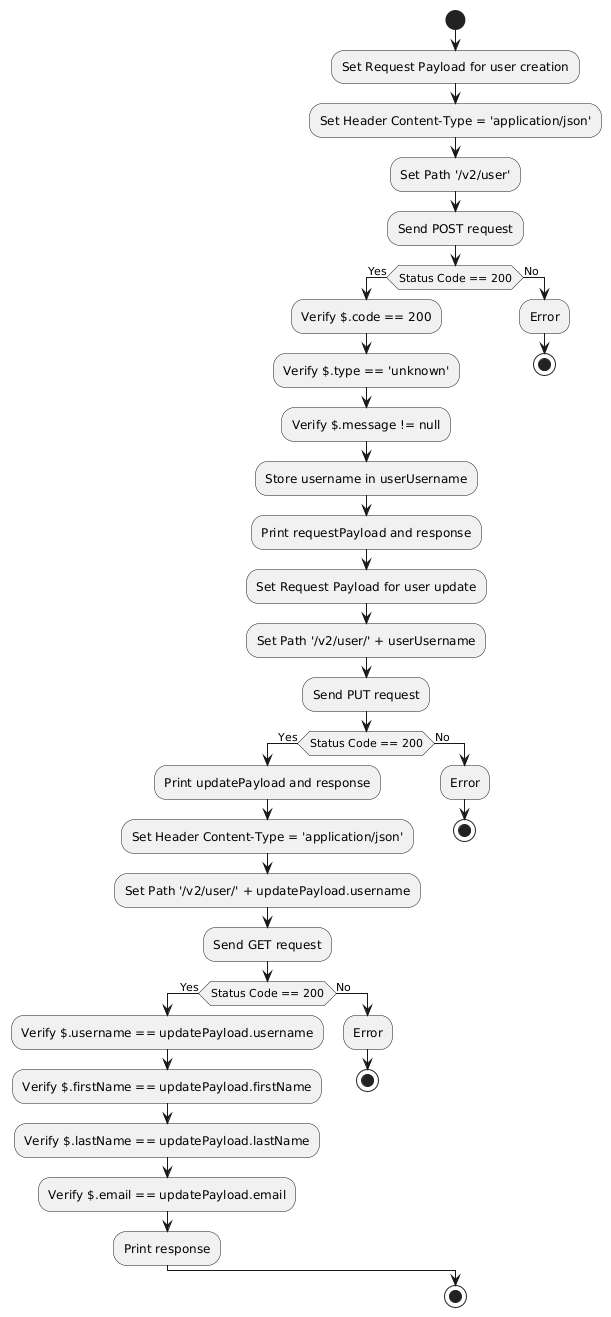 Set Request Payload for user creation
Set Header Content-Type = 'application/json'
Set Path '/v2/user'
Send POST request
Yes
Status Code == 200
No
Verify $.code == 200
Error
Verify $.type == 'unknown'
Verify $.message != null
Store username in userUsername
Print requestPayload and response
Set Request Payload for user update
Set Path '/v2/user/' + userUsername
Send PUT request
Yes
Status Code == 200
No
Print updatePayload and response
Error
Set Header Content-Type = 'application/json'
Set Path '/v2/user/' + updatePayload.username
Send GET request
Yes
Status Code == 200
No
Verify $.username == updatePayload.username
Error
Verify $.firstName == updatePayload.firstName
Verify $.lastName == updatePayload.lastName
Verify $.email == updatePayload.email
Print response